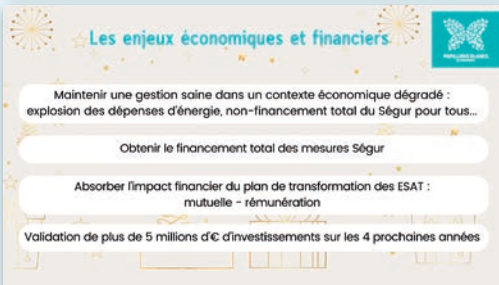 Les enjeux économiques et financiers
PAPILLONS BLANCS
Maintenir une gestion saine dans un contexte économique dégradé :
explosion des dépenses d'énergie, non-financement total du Ségur pour tous...
Obtenir le financement total des mesures Ségur
Absorber l'impact financier du plan de transformation des ESAT :
mutuelle - rémunération
Validation de plus de 5 millions d'€ d'investissements sur les 4 prochaines années